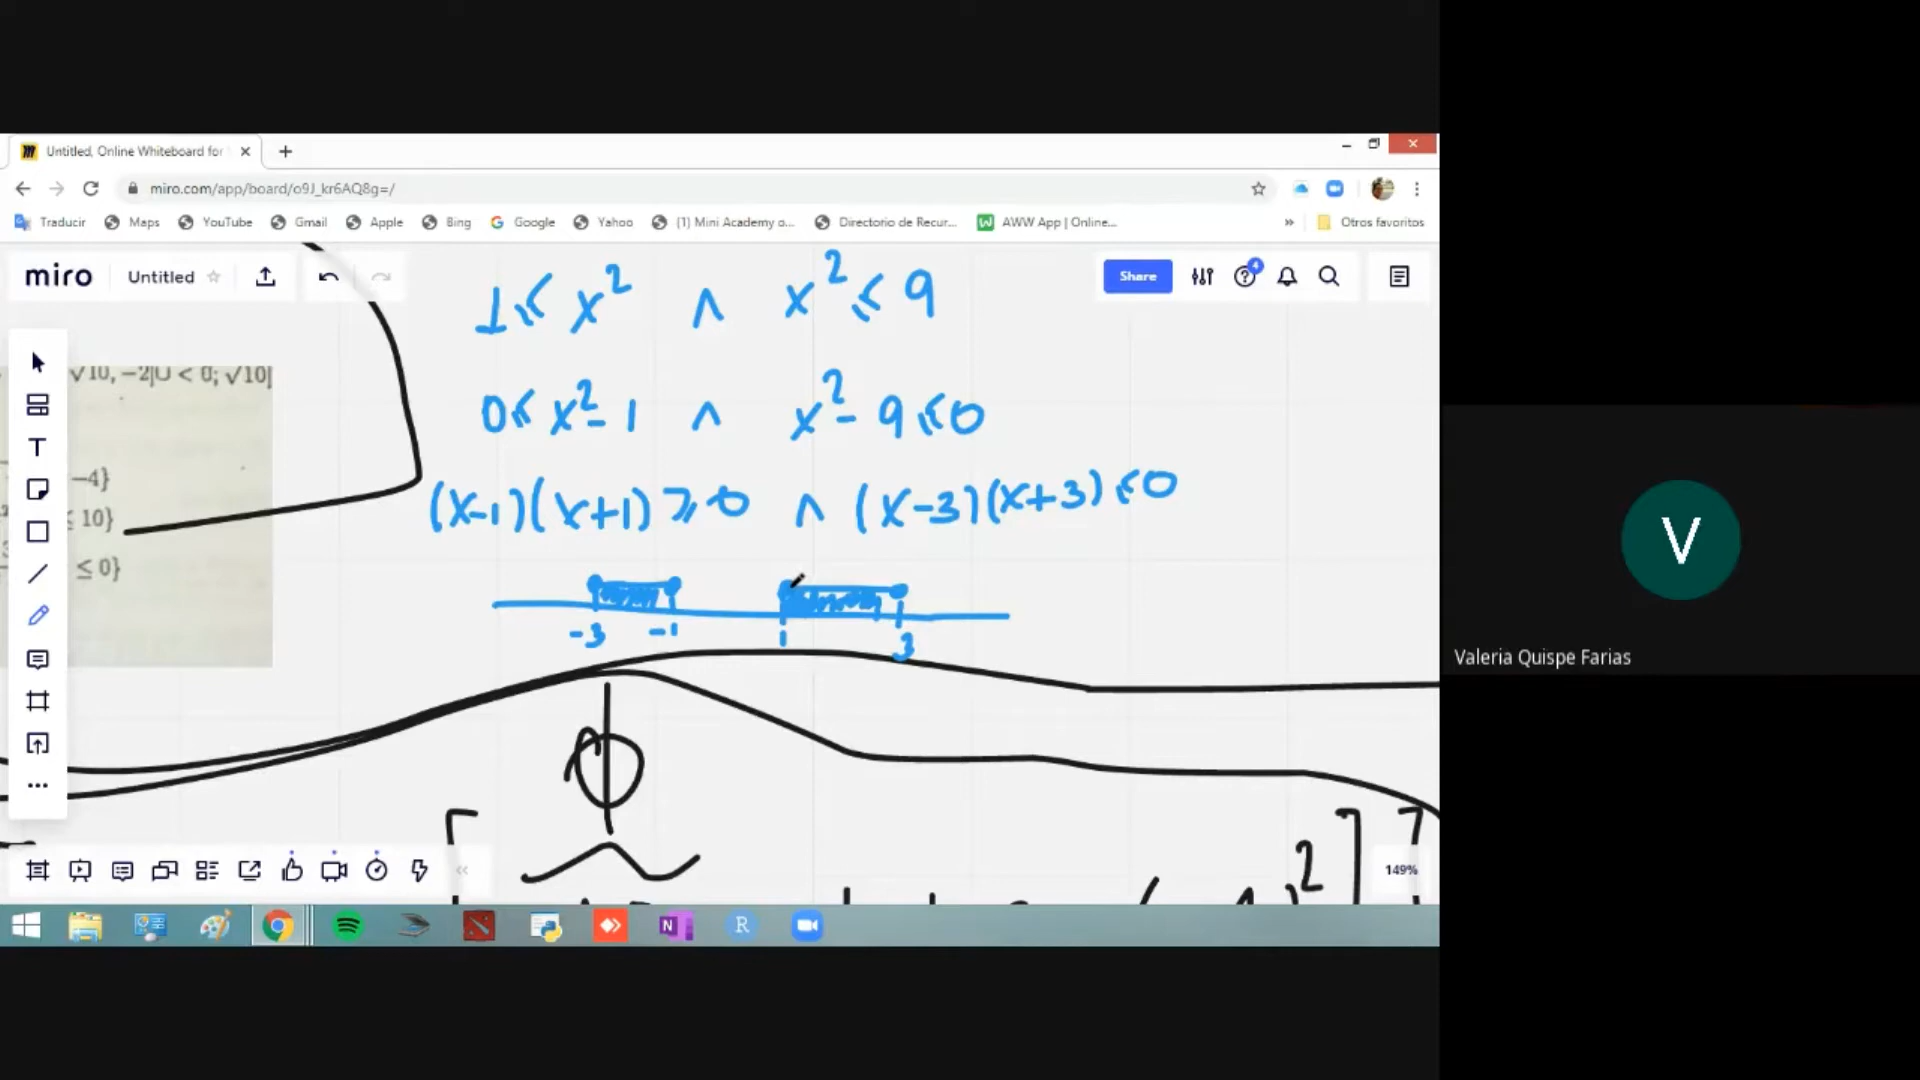 Untitled, Online Whiteboard for
miro.com/app/board/o9J_kr6AQ8g=/
Traducir Maps YouTube Gmail Apple Bing Google Yahoo (1) Mini Academy o... Directorio de Recur... AWW App | Online... » Otros favoritos
miro Untitled Share 4
1 ≤ x² ∧ x² ≤ 9
√10, −2]U < 0; √10]
0 ≤ x² - 1 ∧ x² - 9 ≤ 0
−4}
(x-1)(x+1) ≥ 0 ∧ (x-3)(x+3) ≤ 0
≤ 10}
≤ 0}
-3 -1 1 3
V
Valeria Quispe Farias
2
149%
N R